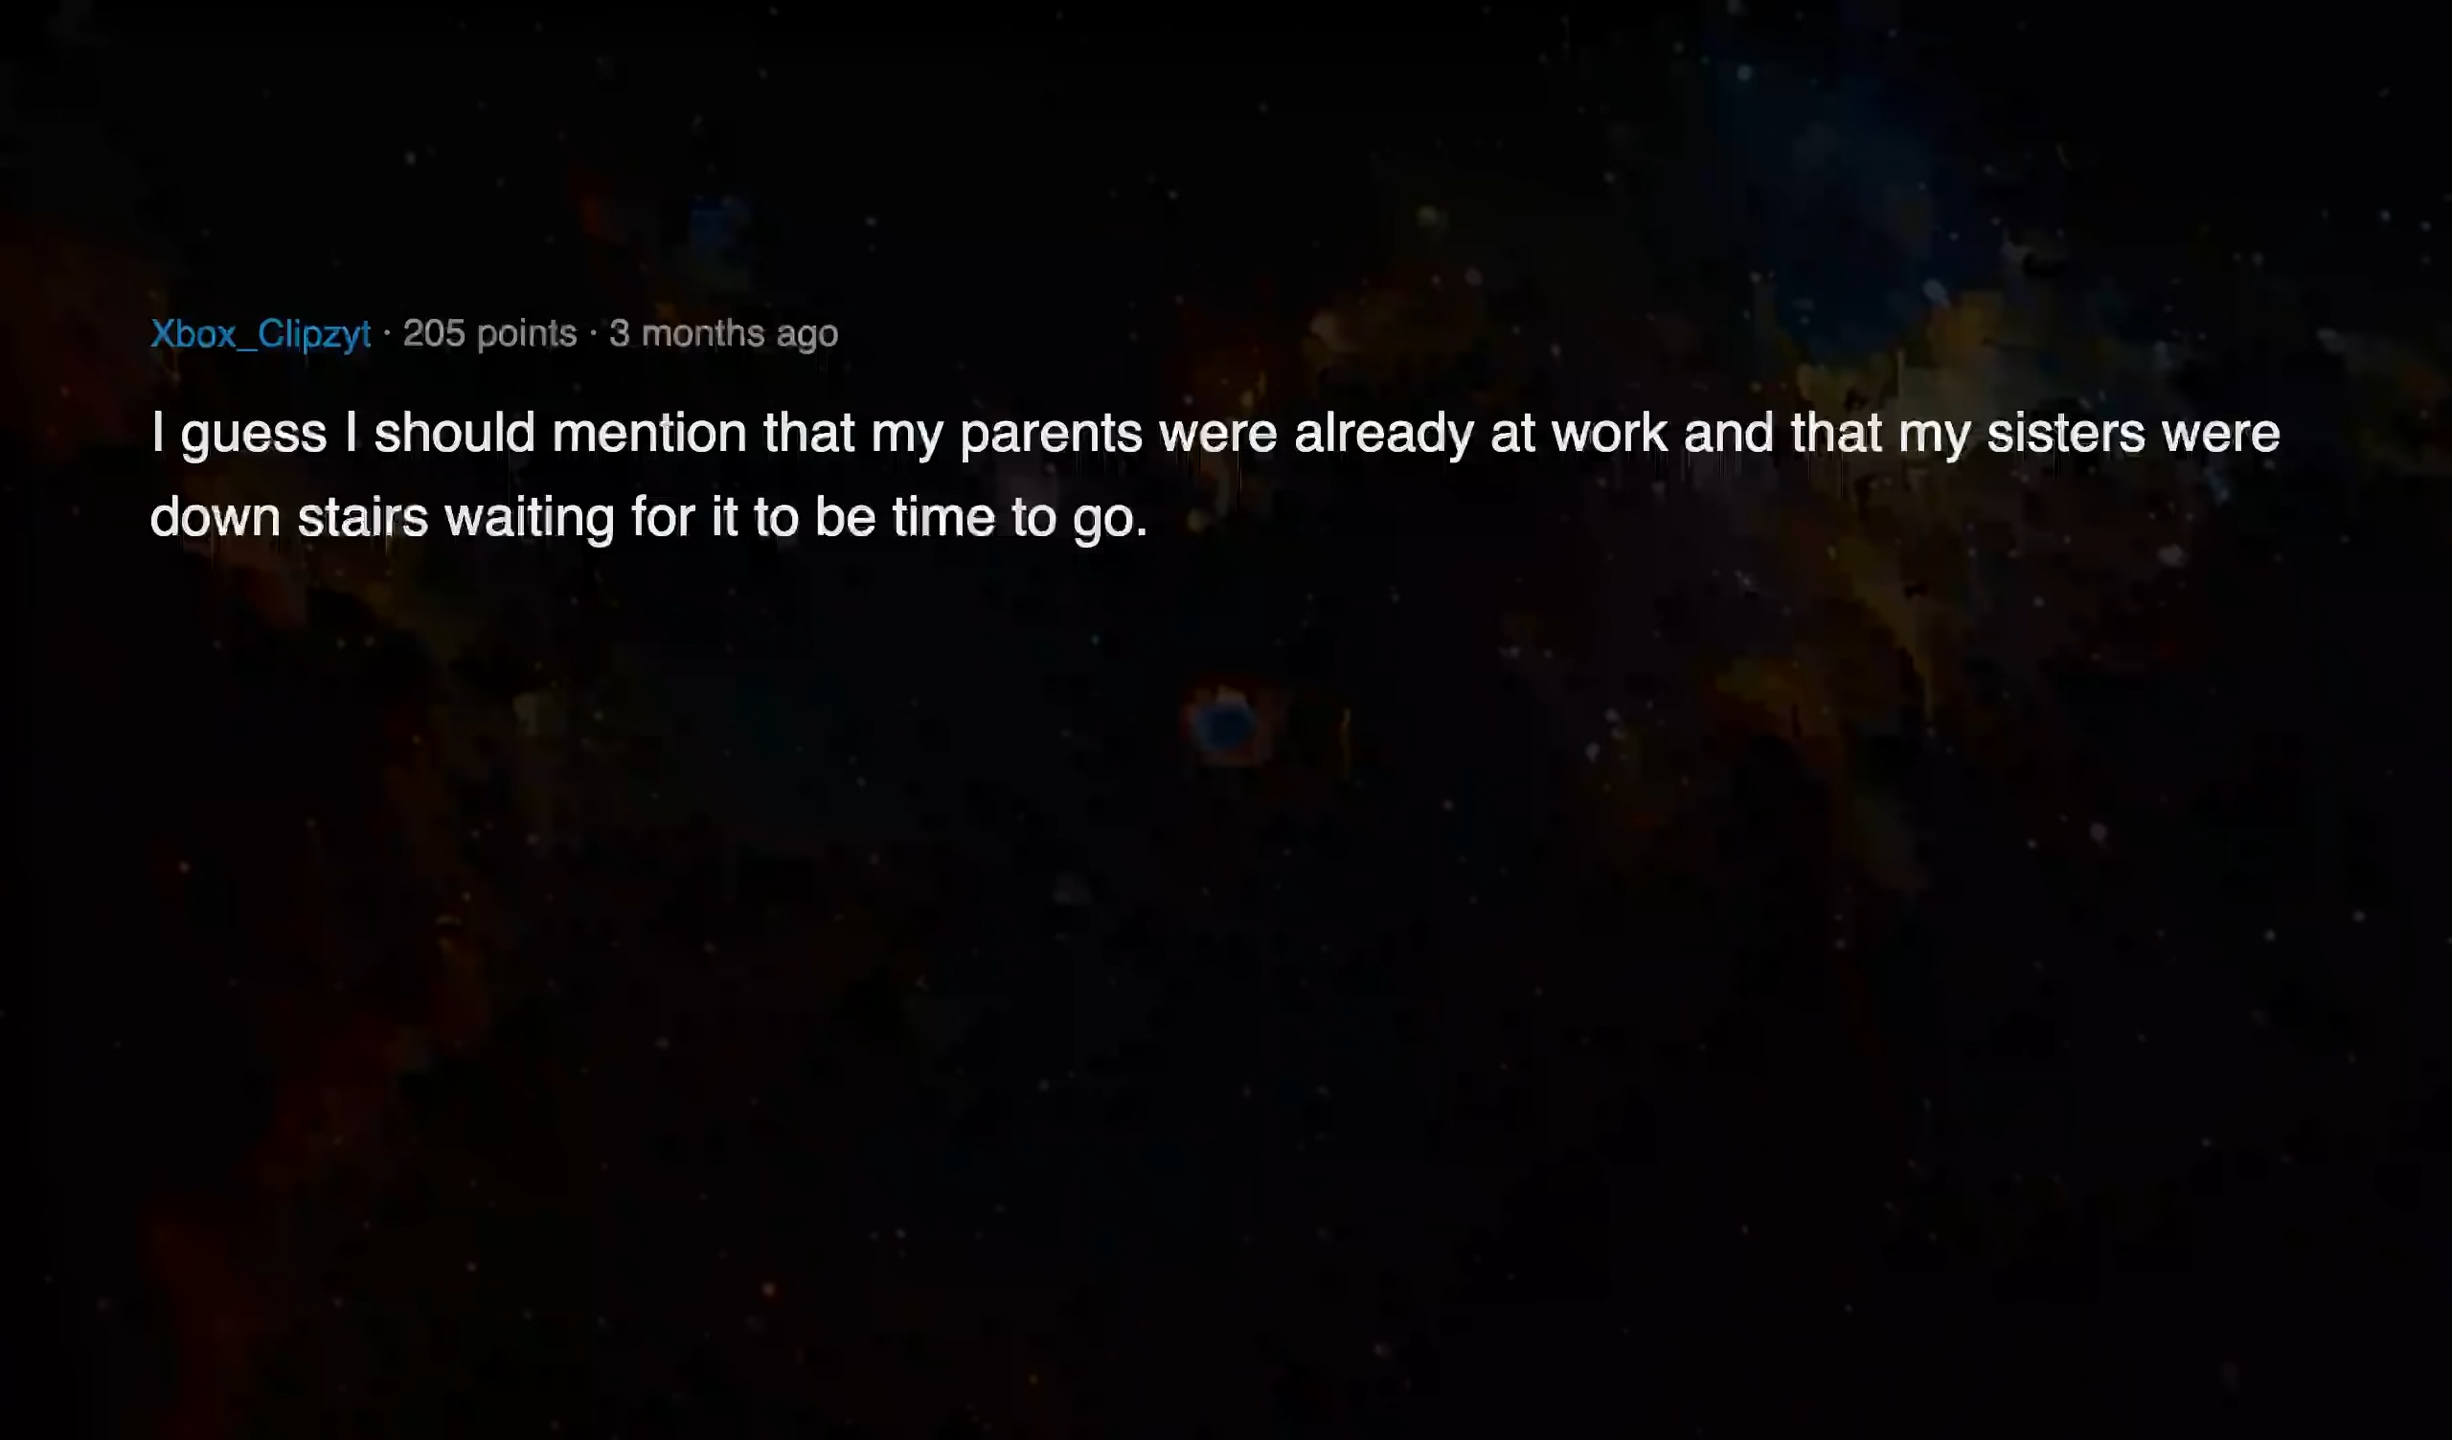 Xbox_Clipzyt · 205 points · 3 months ago
I guess I should mention that my parents were already at work and that my sisters were
down stairs waiting for it to be time to go.